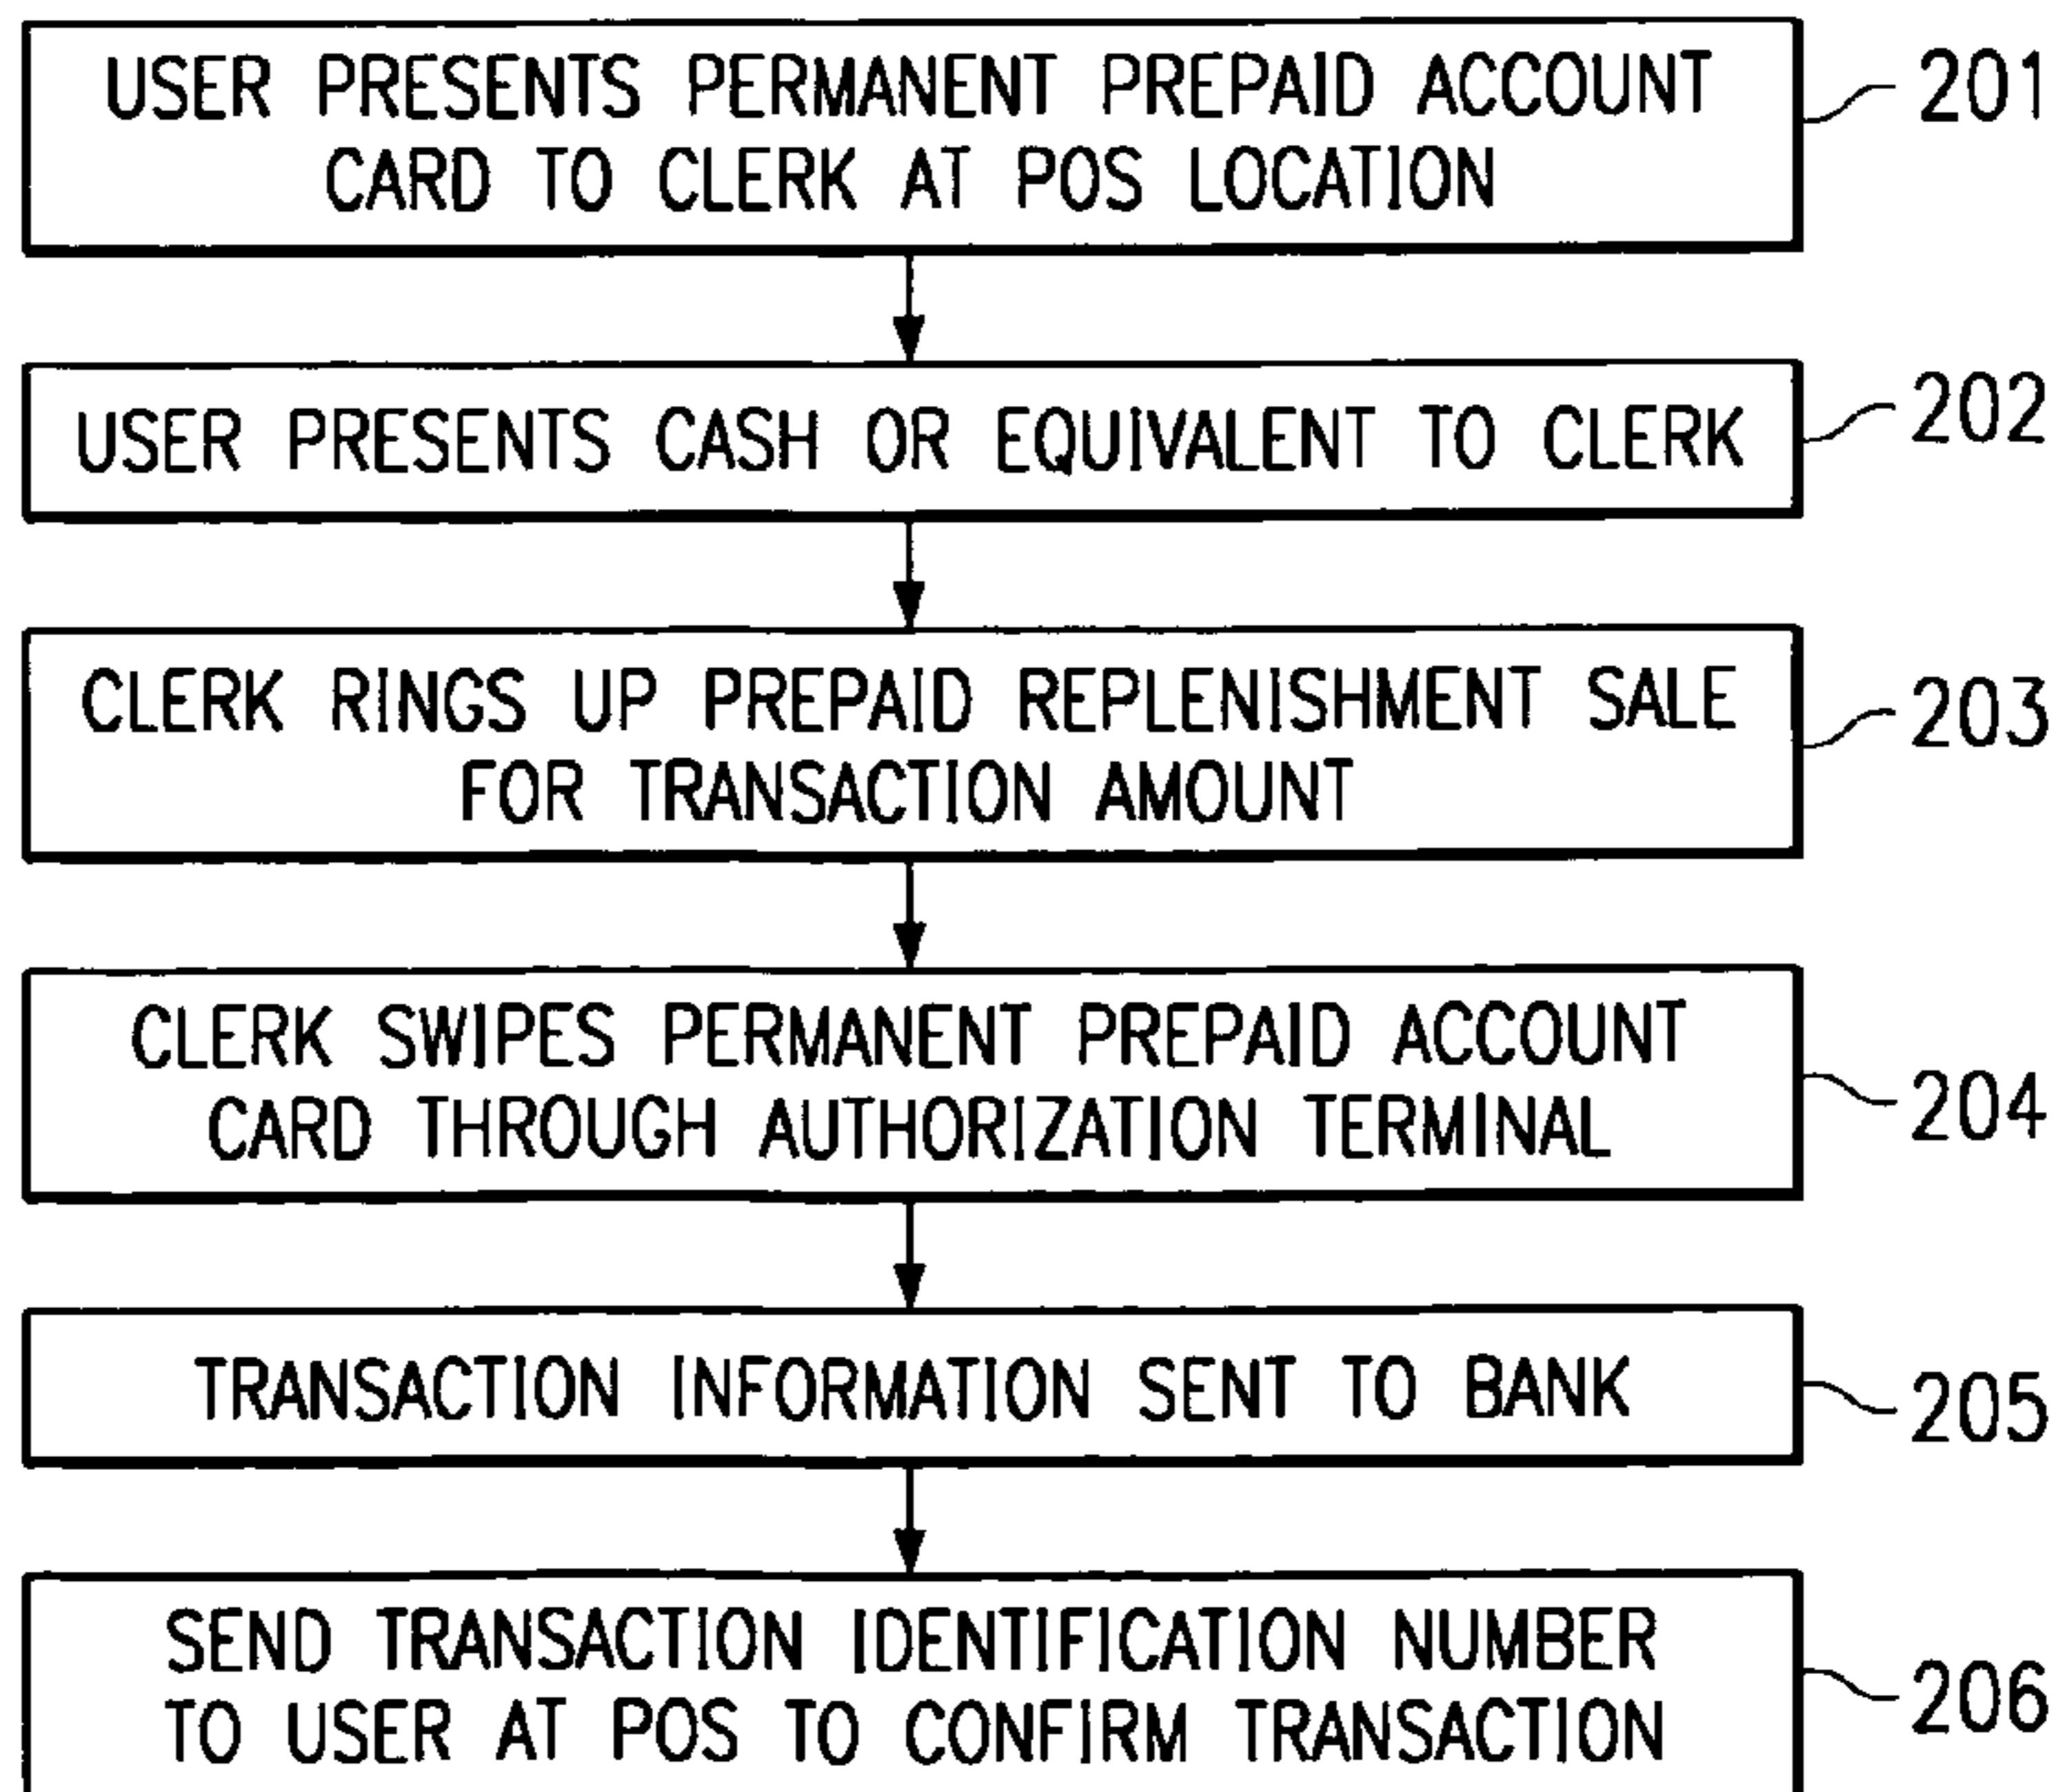 USER PRESENTS PERMANENT PREPAID ACCOUNT
CARD TO CLERK AT POS LOCATION
201
USER PRESENTS CASH OR EQUIVALENT TO CLERK
202
CLERK RINGS UP PREPAID REPLENISHMENT SALE
FOR TRANSACTION AMOUNT
203
CLERK SWIPES PERMANENT PREPAID ACCOUNT
CARD THROUGH AUTHORIZATION TERMINAL
204
TRANSACTION INFORMATION SENT TO BANK
205
SEND TRANSACTION IDENTIFICATION NUMBER
TO USER AT POS TO CONFIRM TRANSACTION
206